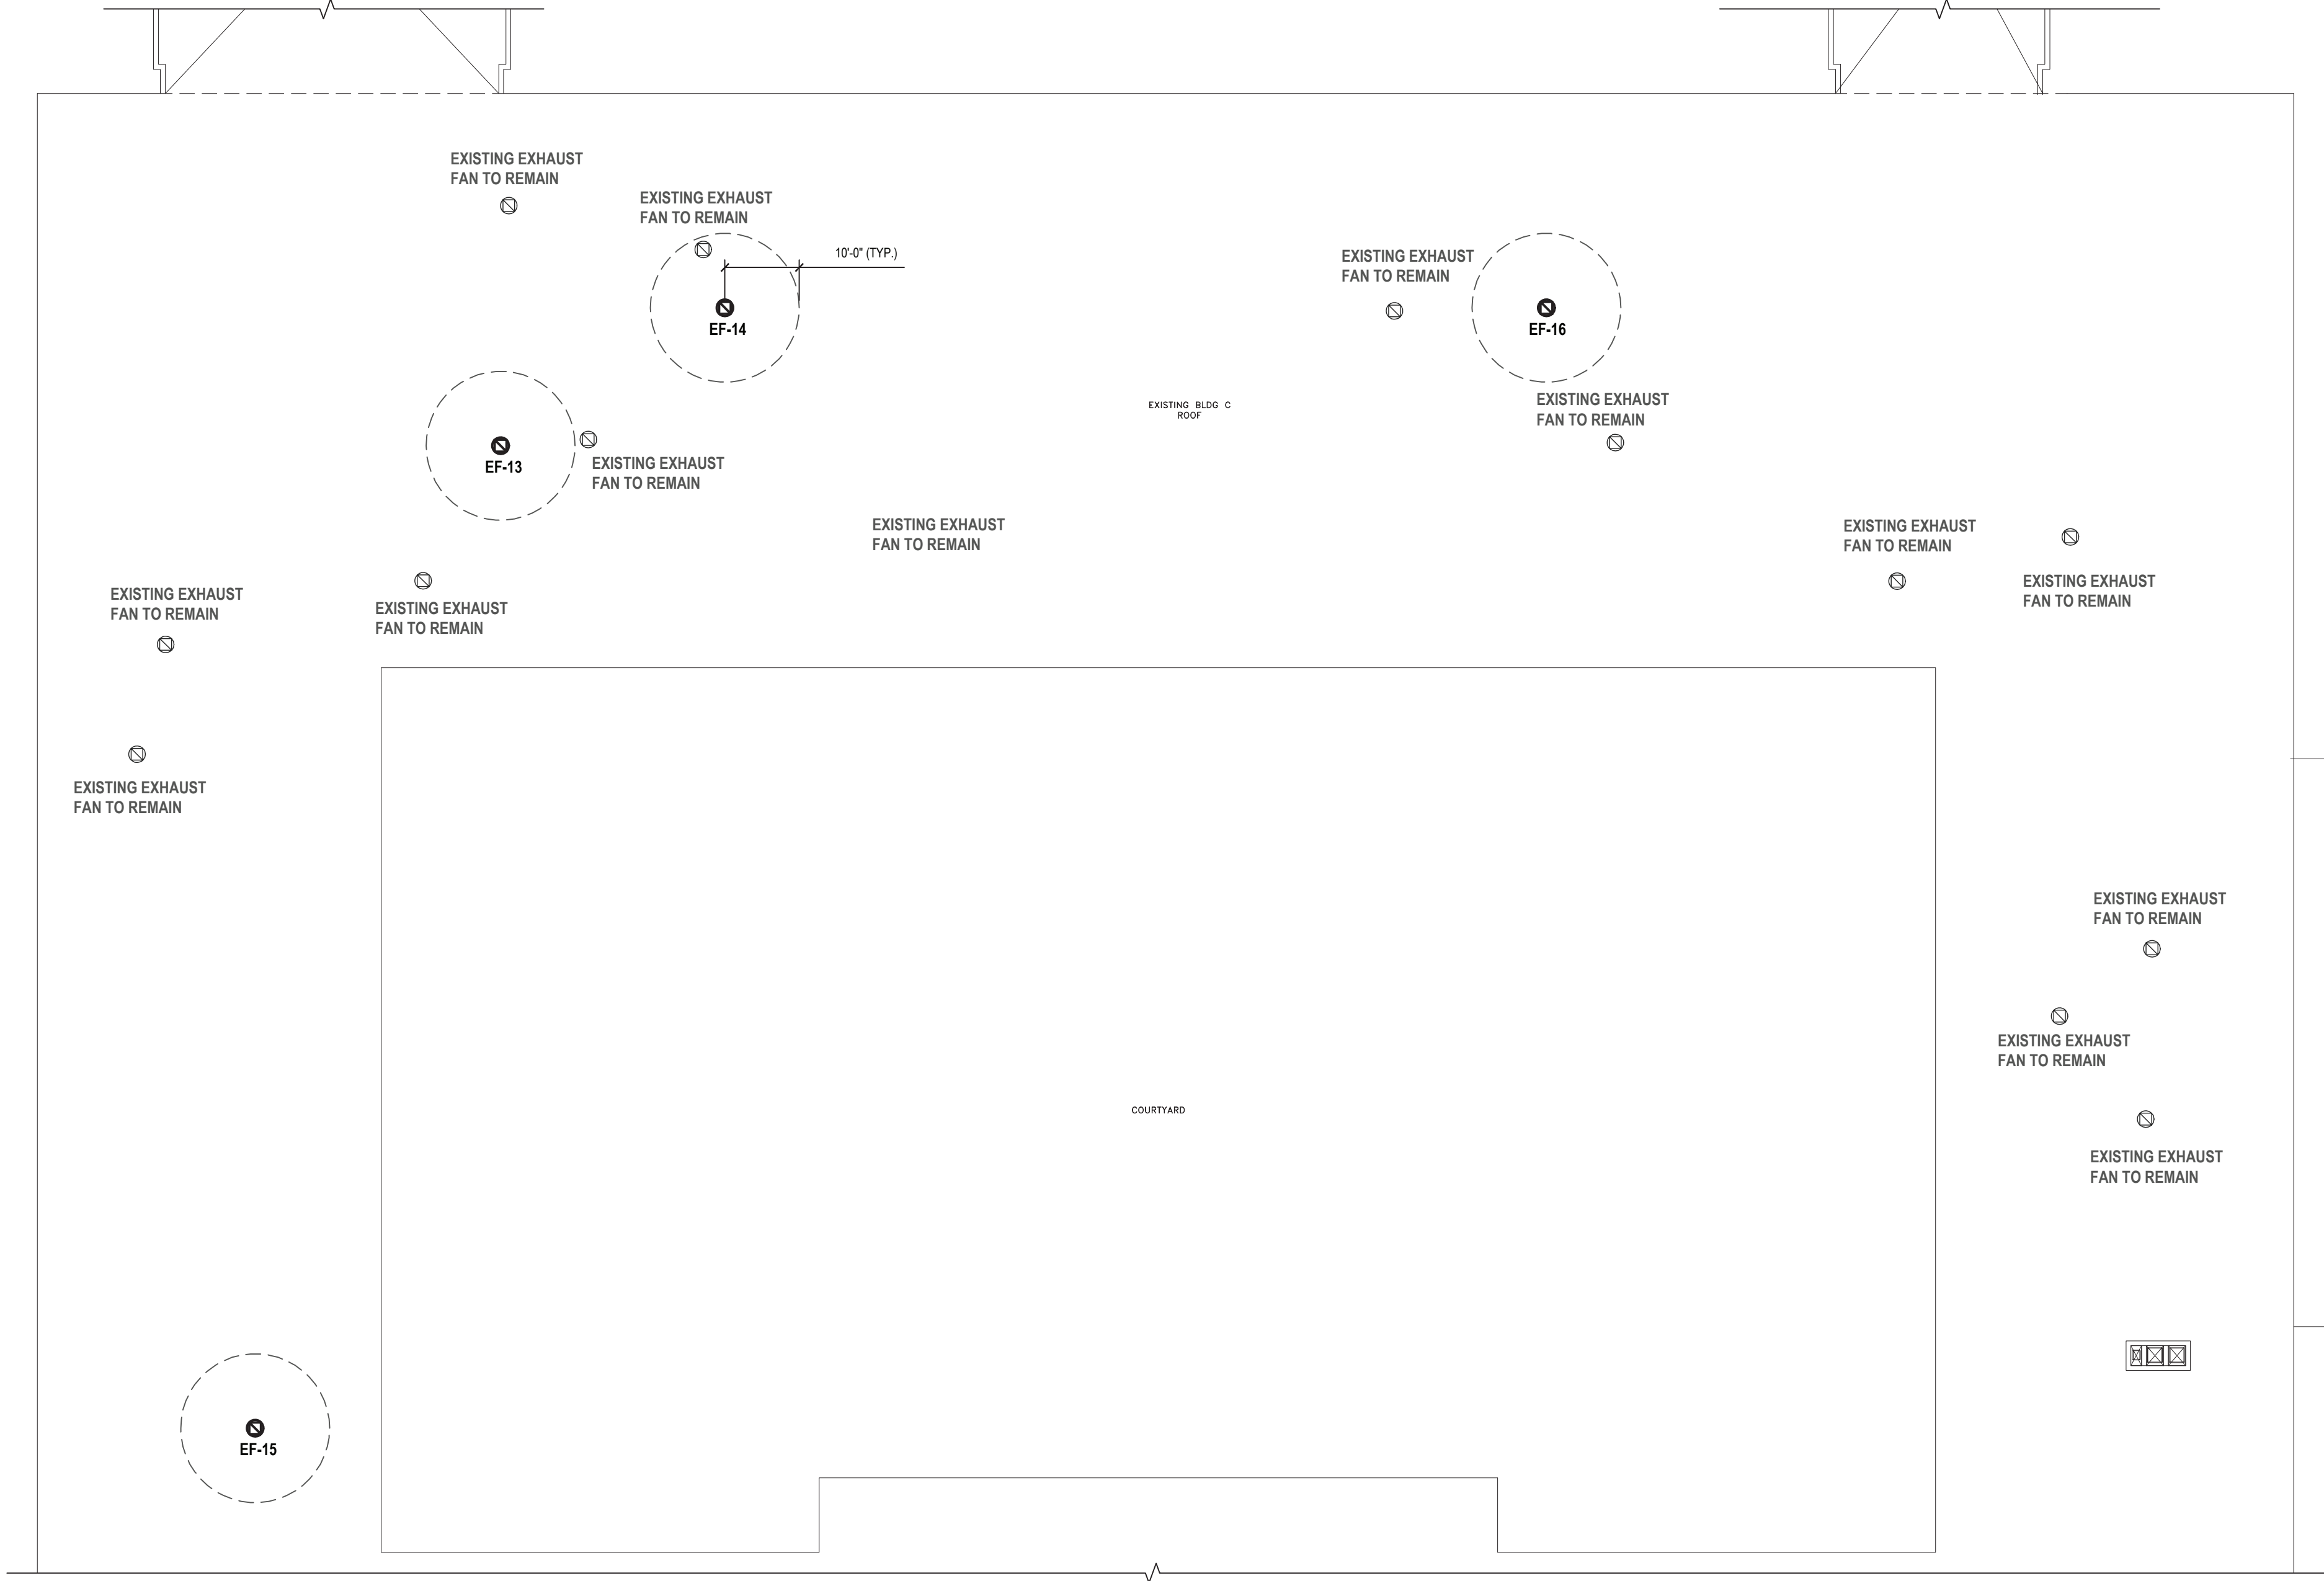 EXISTING EXHAUST
FAN TO REMAIN
EXISTING EXHAUST
FAN TO REMAIN
10'-0" (TYP.)
EF-14
EXISTING EXHAUST
FAN TO REMAIN
EF-16
EXISTING BLDG C
ROOF
EXISTING EXHAUST
FAN TO REMAIN
EF-13
EXISTING EXHAUST
FAN TO REMAIN
EXISTING EXHAUST
FAN TO REMAIN
EXISTING EXHAUST
FAN TO REMAIN
EXISTING EXHAUST
FAN TO REMAIN
EXISTING EXHAUST
FAN TO REMAIN
EXISTING EXHAUST
FAN TO REMAIN
EXISTING EXHAUST
FAN TO REMAIN
EXISTING EXHAUST
FAN TO REMAIN
EXISTING EXHAUST
FAN TO REMAIN
COURTYARD
EXISTING EXHAUST
FAN TO REMAIN
EF-15